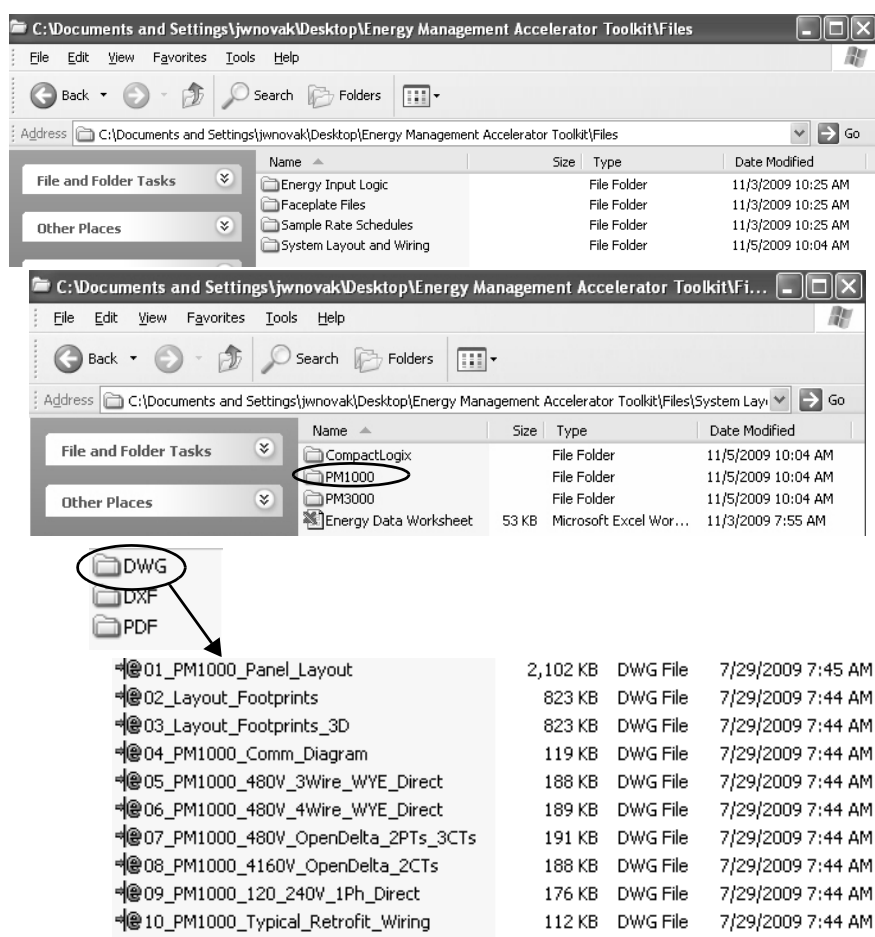 C:\Documents and Settings\jwnovak\Desktop\Energy Management Accelerator Toolkit\Files
File Edit View Favorites Tools Help
Back Search Folders
Address C:\Documents and Settings\jwnovak\Desktop\Energy Management Accelerator Toolkit\Files Go
Name Size Type Date Modified
File and Folder Tasks
Other Places
Energy Input Logic File Folder 11/3/2009 10:25 AM
Faceplate Files File Folder 11/3/2009 10:25 AM
Sample Rate Schedules File Folder 11/3/2009 10:25 AM
System Layout and Wiring File Folder 11/5/2009 10:04 AM
C:\Documents and Settings\jwnovak\Desktop\Energy Management Accelerator Toolkit\Fi...
File Edit View Favorites Tools Help
Back Search Folders
Address C:\Documents and Settings\jwnovak\Desktop\Energy Management Accelerator Toolkit\Files\System Layo Go
Name Size Type Date Modified
File and Folder Tasks
Other Places
CompactLogix File Folder 11/5/2009 10:04 AM
PM1000 File Folder 11/5/2009 10:04 AM
PM3000 File Folder 11/5/2009 10:04 AM
Energy Data Worksheet 53 KB Microsoft Excel Wor... 11/3/2009 7:55 AM
DWG
DXF
PDF
01_PM1000_Panel_Layout 2,102 KB DWG File 7/29/2009 7:45 AM
02_Layout_Footprints 823 KB DWG File 7/29/2009 7:44 AM
03_Layout_Footprints_3D 823 KB DWG File 7/29/2009 7:44 AM
04_PM1000_Comm_Diagram 119 KB DWG File 7/29/2009 7:44 AM
05_PM1000_480V_3Wire_WYE_Direct 188 KB DWG File 7/29/2009 7:44 AM
06_PM1000_480V_4Wire_WYE_Direct 189 KB DWG File 7/29/2009 7:44 AM
07_PM1000_480V_OpenDelta_2PTs_3CTs 191 KB DWG File 7/29/2009 7:44 AM
08_PM1000_4160V_OpenDelta_2CTs 188 KB DWG File 7/29/2009 7:44 AM
09_PM1000_120_240V_1Ph_Direct 176 KB DWG File 7/29/2009 7:44 AM
10_PM1000_Typical_Retrofit_Wiring 112 KB DWG File 7/29/2009 7:44 AM